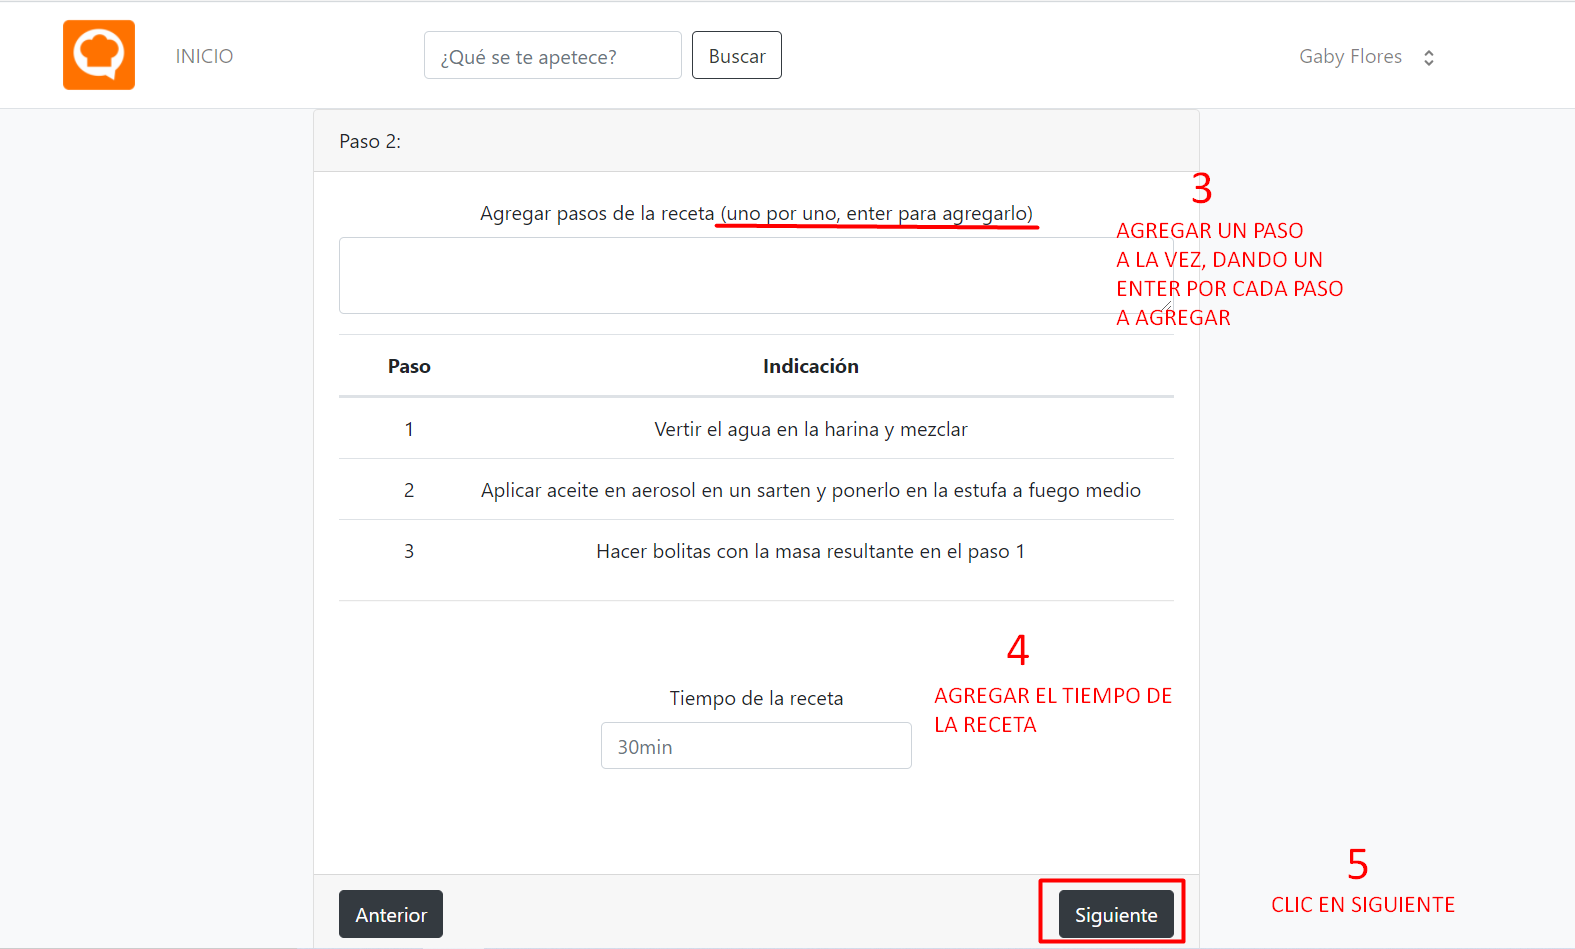 INICIO
¿Qué se te apetece?
Buscar
Gaby Flores
Paso 2:
3
Agregar pasos de la receta (uno por uno, enter para agregarlo)
AGREGAR UN PASO
A LA VEZ, DANDO UN
ENTER POR CADA PASO
A AGREGAR
Paso Indicación
1 Vertir el agua en la harina y mezclar
2 Aplicar aceite en aerosol en un sarten y ponerlo en la estufa a fuego medio
3 Hacer bolitas con la masa resultante en el paso 1
4
AGREGAR EL TIEMPO DE
LA RECETA
Tiempo de la receta
30min
5
CLIC EN SIGUIENTE
Anterior
Siguiente